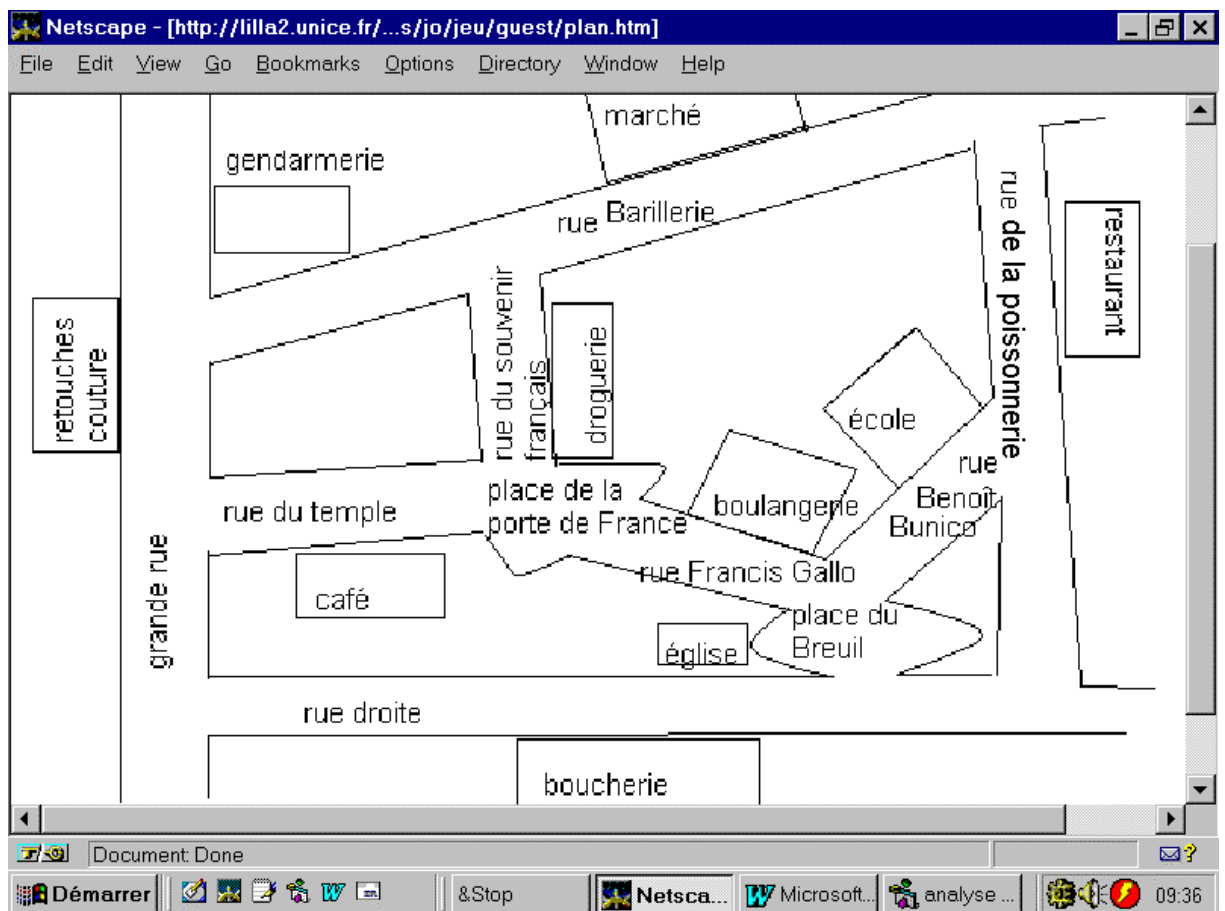 Netscape - [http://lilla2.unice.fr/...s/jo/jeu/guest/plan.htm]
File Edit View Go Bookmarks Options Directory Window Help
marché
gendarmerie
rue Barillerie
rue de la poissonnerie
restaurant
retouches
couture
rue du souvenir
français
droguerie
école
rue
Benoît
Bunico
boulangerie
place de la
porte de France
rue du temple
grande rue
café
rue Francis Gallo
place du
Breuil
église
rue droite
boucherie
Document: Done
Démarrer &Stop Netsca... Microsoft... analyse ... 09:36